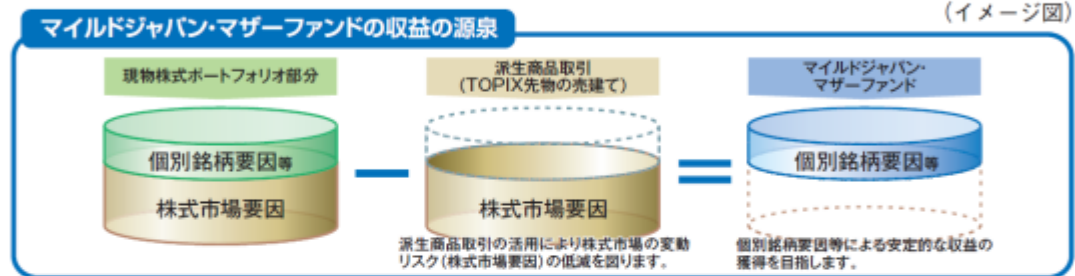 (イメージ図)
マイルドジャパン・マザーファンドの収益の源泉
現物株式ポートフォリオ部分
派生商品取引
(TOPIX先物の売建て)
マイルドジャパン・
マザーファンド
個別銘柄要因等
株式市場要因
株式市場要因
個別銘柄要因等
派生商品取引の活用により株式市場の変動
リスク(株式市場要因)の低減を図ります。
個別銘柄要因等による安定的な収益の
獲得を目指します。